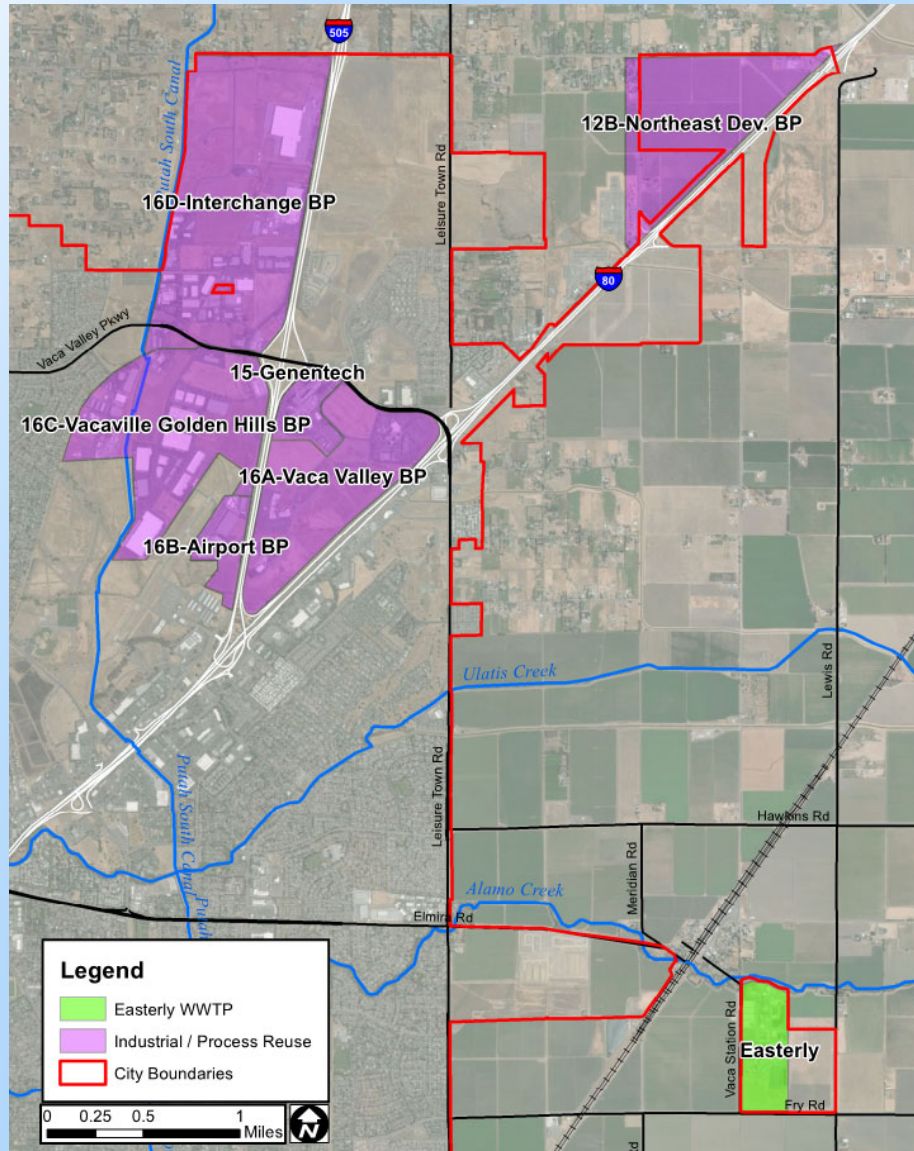 505
Putah South Canal
12B-Northeast Dev. BP
Leisure Town Rd
16D-Interchange BP
80
Vaca Valley Pkwy
15-Genentech
16C-Vacaville Golden Hills BP
16A-Vaca Valley BP
16B-Airport BP
Ulatis Creek
Lewis Rd
Leisure Town Rd
Putah South Canal
Hawkins Rd
Meridian Rd
Alamo Creek
Elmira Rd
Putah
Legend
Easterly WWTP
Industrial / Process Reuse
City Boundaries
Vaca Station Rd
Easterly
Fry Rd
0 0.25 0.5 1
Miles
N
Rd